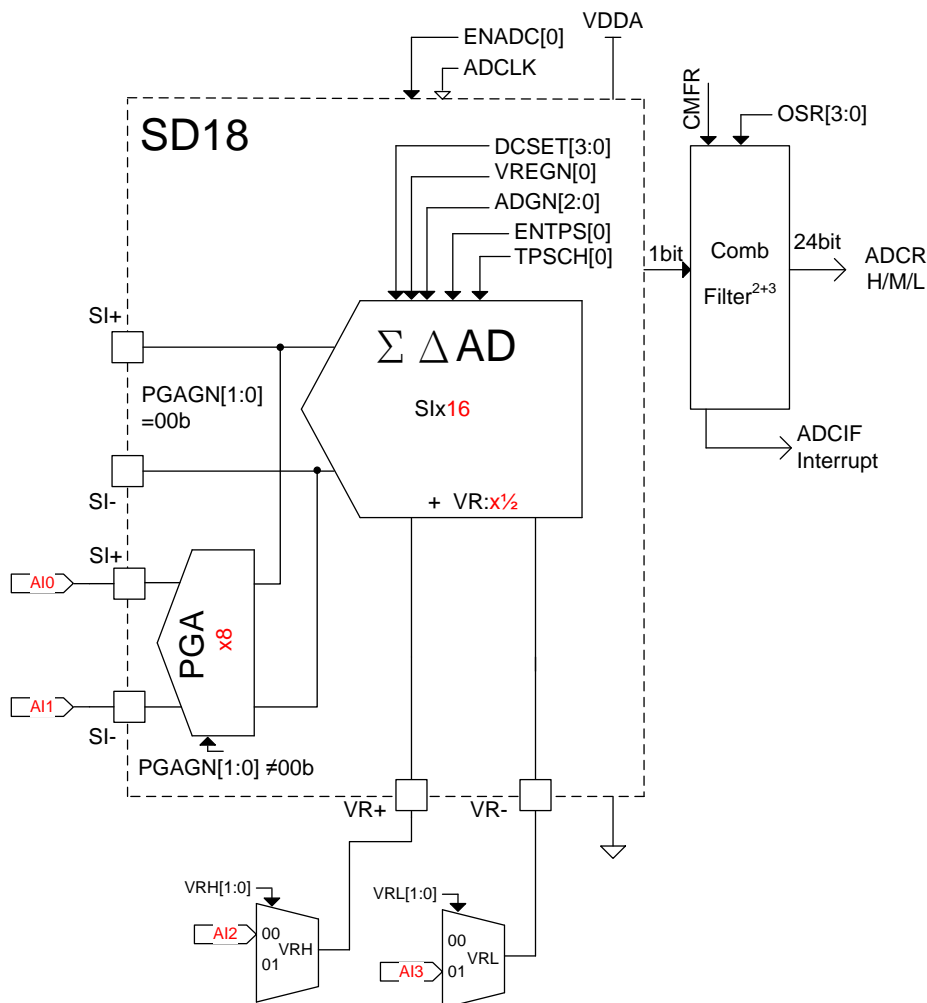 ENADC[0]
VDDA
ADCLK
SD18
CMFR
OSR[3:0]
DCSET[3:0]
VREGN[0]
ADGN[2:0]
ENTPS[0]
TPSCH[0]
1bit
Comb
Filter2+3
24bit
ADCR
H/M/L
SI+
Σ Δ AD
PGAGN[1:0]
=00b
SIx16
ADCIF
Interrupt
SI-
+ VR:x½
SI+
AI0
PGA
x8
AI1
SI-
PGAGN[1:0] ≠00b
VR+
VR-
VRH[1:0]
VRL[1:0]
AI2
00
01
VRH
AI3
00
01
VRL